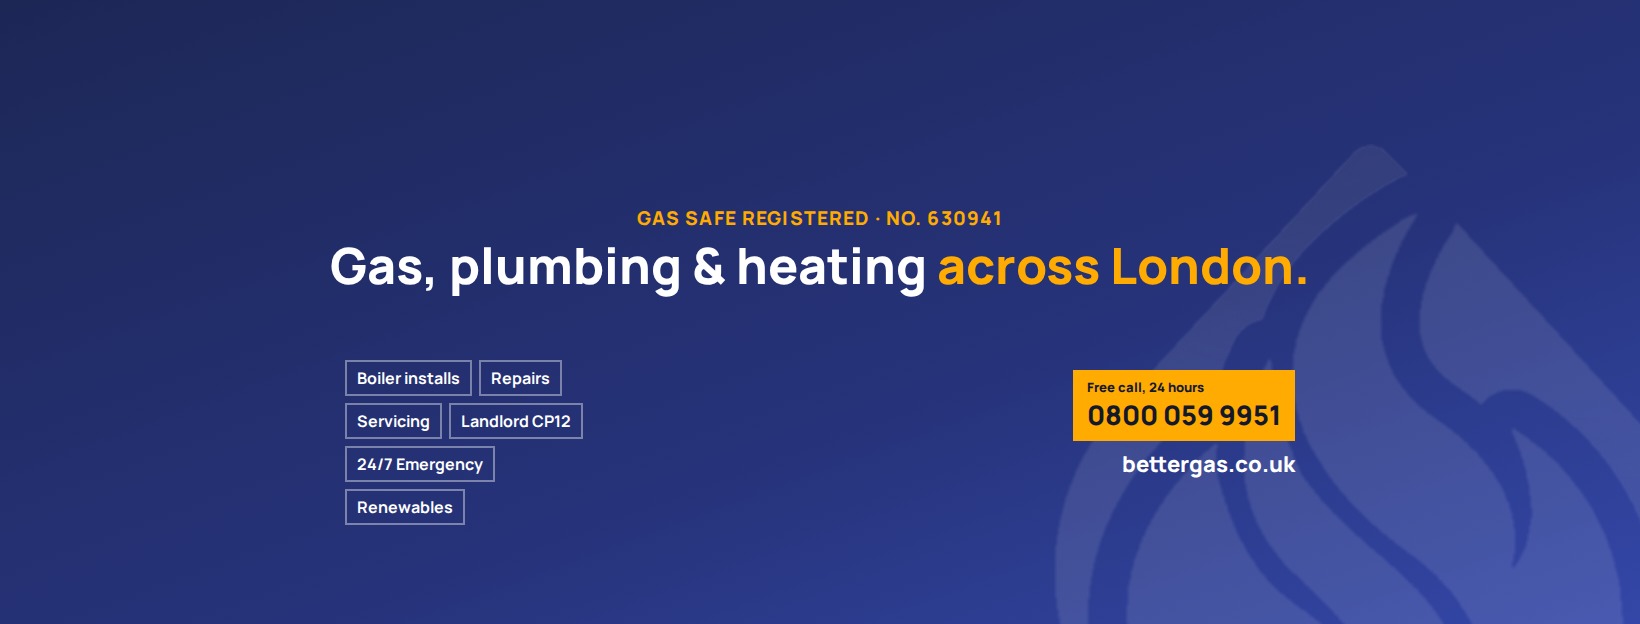 GAS SAFE REGISTERED · NO. 630941
Gas, plumbing & heating across London.
Boiler installs
Repairs
Servicing
Landlord CP12
24/7 Emergency
Renewables
Free call, 24 hours
0800 059 9951
bettergas.co.uk